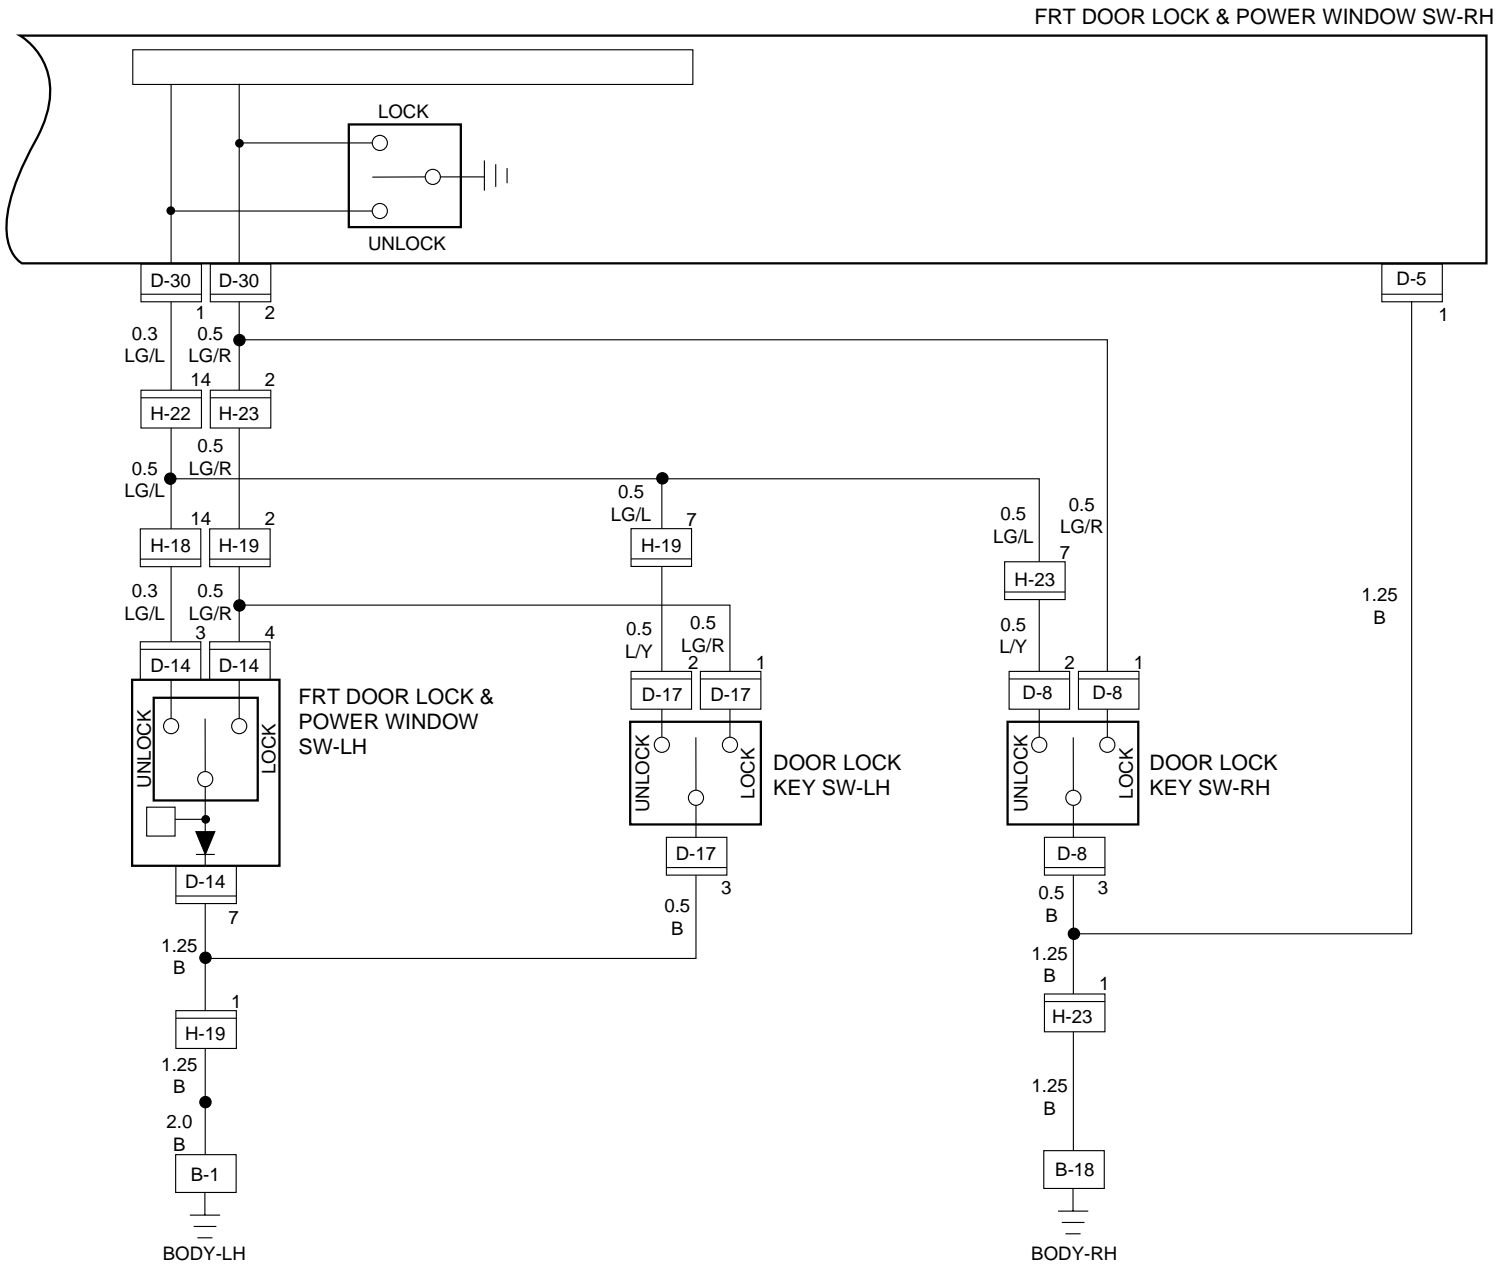 FRT DOOR LOCK & POWER WINDOW SW-RH
LOCK
UNLOCK
D-30
D-30
D-5
1
2
1
0.3
LG/L
0.5
LG/R
14
2
H-22
H-23
0.5
LG/R
0.5
LG/L
0.5
LG/L
0.5
LG/L
0.5
LG/R
14
2
7
7
H-18
H-19
H-19
H-23
0.3
LG/L
0.5
LG/R
0.5
L/Y
0.5
LG/R
0.5
L/Y
1.25
B
3
4
2
1
2
1
D-14
D-14
D-17
D-17
D-8
D-8
UNLOCK
LOCK
FRT DOOR LOCK &
POWER WINDOW
SW-LH
UNLOCK
LOCK
DOOR LOCK
KEY SW-LH
UNLOCK
LOCK
DOOR LOCK
KEY SW-RH
D-14
7
D-17
3
D-8
3
0.5
B
0.5
B
1.25
B
1.25
B
1
H-19
1
H-23
1.25
B
2.0
B
1.25
B
B-1
B-18
BODY-LH
BODY-RH